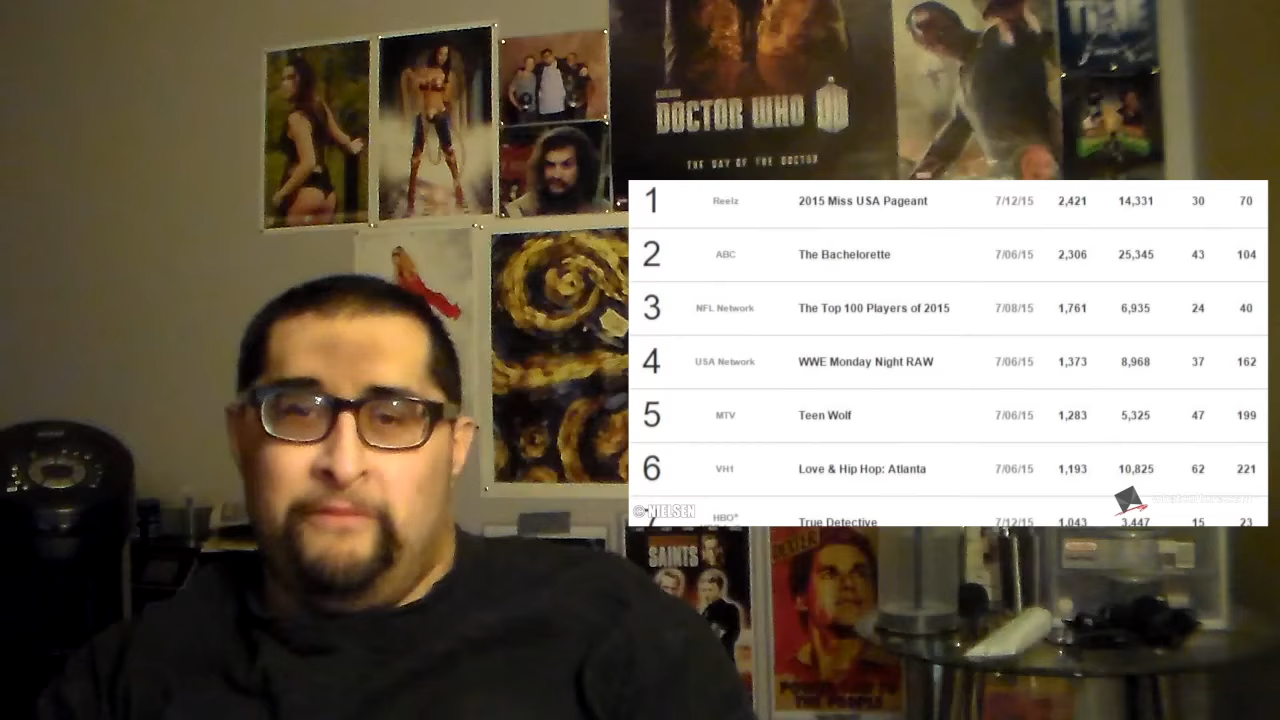 TIME
DOCTOR WHO
THE DAY OF THE DOCTOR
1 Reelz 2015 Miss USA Pageant 7/12/15 2,421 14,331 30 70
2 ABC The Bachelorette 7/06/15 2,306 25,345 43 104
3 NFL Network The Top 100 Players of 2015 7/08/15 1,761 6,935 24 40
4 USA Network WWE Monday Night RAW 7/06/15 1,373 8,968 37 162
5 MTV Teen Wolf 7/06/15 1,283 5,325 47 199
6 VH1 Love & Hip Hop: Atlanta 7/06/15 1,193 10,825 62 221
7 HBO* True Detective 7/12/15 1,043 3,447 15 23
© NIELSEN
SAINTS
DEXTER
THE PEOPLE